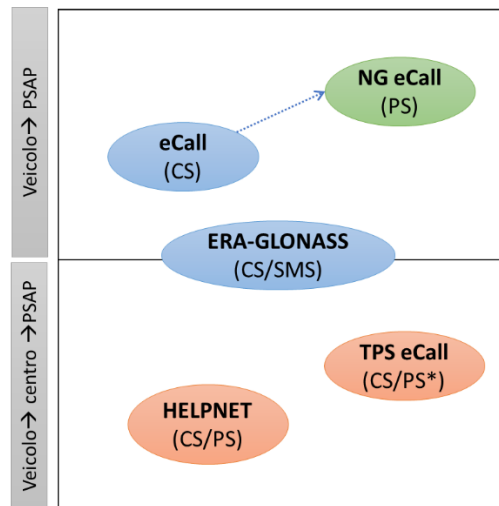 Veicolo→ PSAP
NG eCall
(PS)
eCall
(CS)
ERA-GLONASS
(CS/SMS)
Veicolo→ centro →PSAP
TPS eCall
(CS/PS*)
HELPNET
(CS/PS)